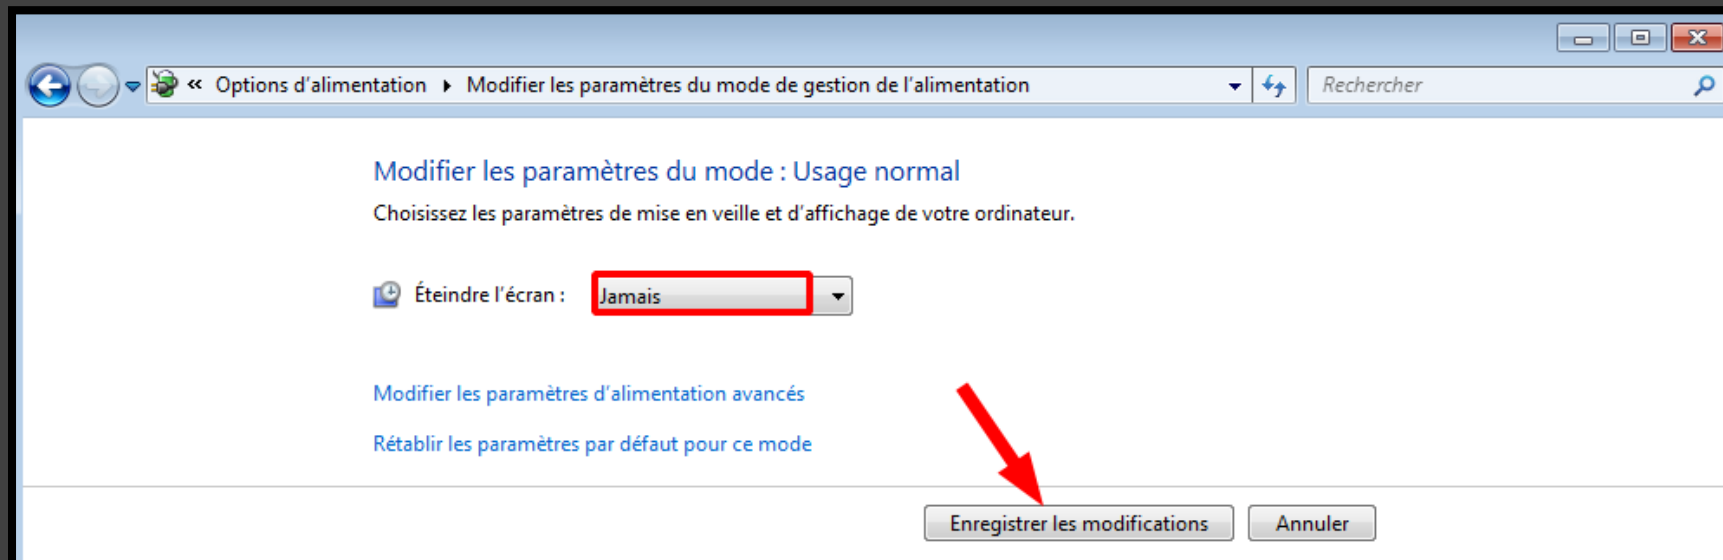 « Options d'alimentation Modifier les paramètres du mode de gestion de l'alimentation Rechercher
Modifier les paramètres du mode : Usage normal
Choisissez les paramètres de mise en veille et d'affichage de votre ordinateur.
Éteindre l'écran : Jamais
Modifier les paramètres d'alimentation avancés
Rétablir les paramètres par défaut pour ce mode
Enregistrer les modifications Annuler